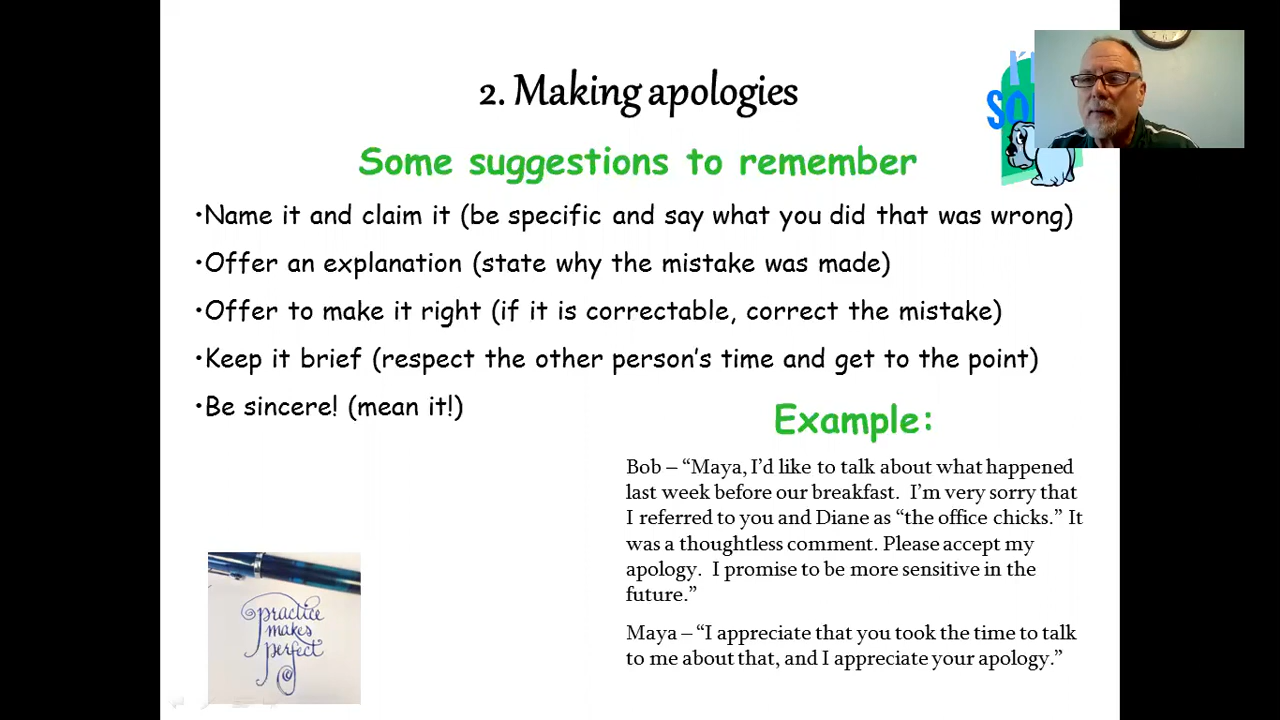 2. Making apologies
Some suggestions to remember
•Name it and claim it (be specific and say what you did that was wrong)
•Offer an explanation (state why the mistake was made)
•Offer to make it right (if it is correctable, correct the mistake)
•Keep it brief (respect the other person's time and get to the point)
•Be sincere! (mean it!)
Example:
Bob – “Maya, I'd like to talk about what happened
last week before our breakfast.  I'm very sorry that
I referred to you and Diane as “the office chicks.” It
was a thoughtless comment. Please accept my
apology.  I promise to be more sensitive in the
future.”
Maya – “I appreciate that you took the time to talk
to me about that, and I appreciate your apology.”
practice
makes
perfect